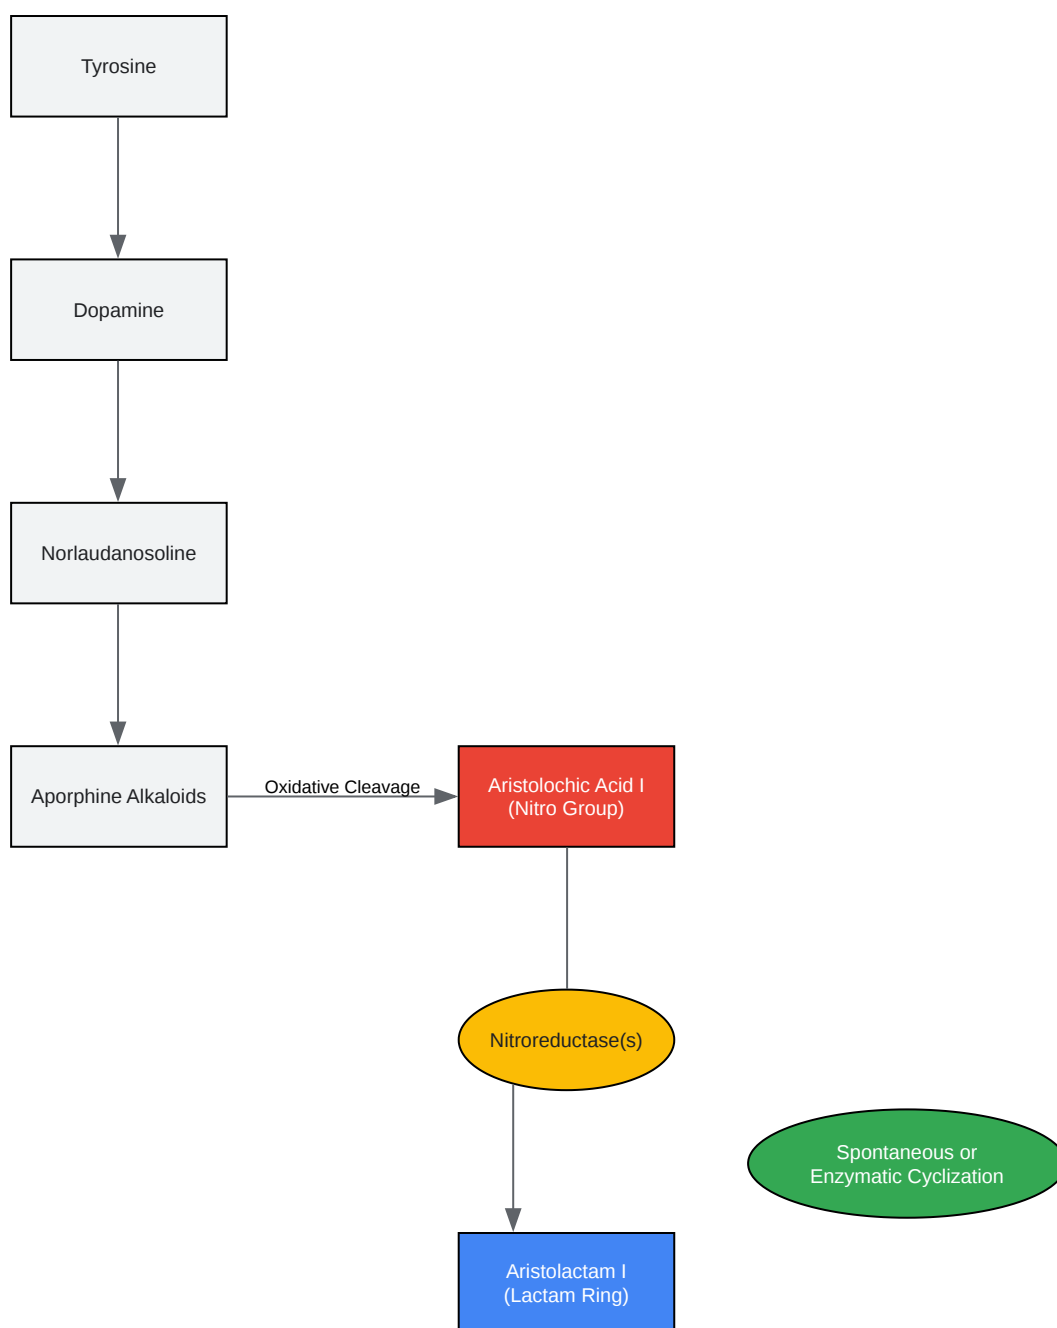 Tyrosine
Dopamine
Norlaudanosoline
Aporphine Alkaloids
Oxidative Cleavage
Aristolochic Acid I
(Nitro Group)
Nitroreductase(s)
Spontaneous or
Enzymatic Cyclization
Aristolactam I
(Lactam Ring)